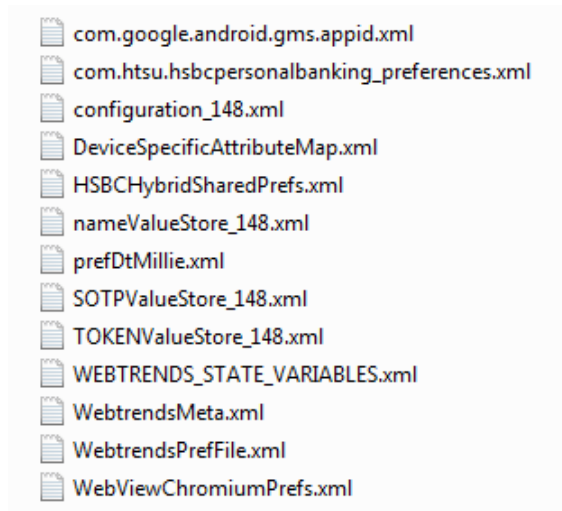 com.google.android.gms.appid.xml
com.htsu.hsbcpersonalbanking_preferences.xml
configuration_148.xml
DeviceSpecificAttributeMap.xml
HSBCHybridSharedPrefs.xml
nameValueStore_148.xml
prefDtMillie.xml
SOTPValueStore_148.xml
TOKENValueStore_148.xml
WEBTRENDS_STATE_VARIABLES.xml
WebtrendsMeta.xml
WebtrendsPrefFile.xml
WebViewChromiumPrefs.xml